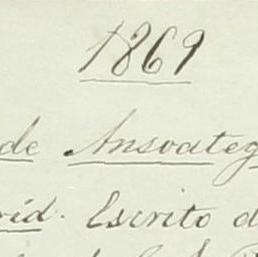 1869
de Ansoateg
rid. Escrito d